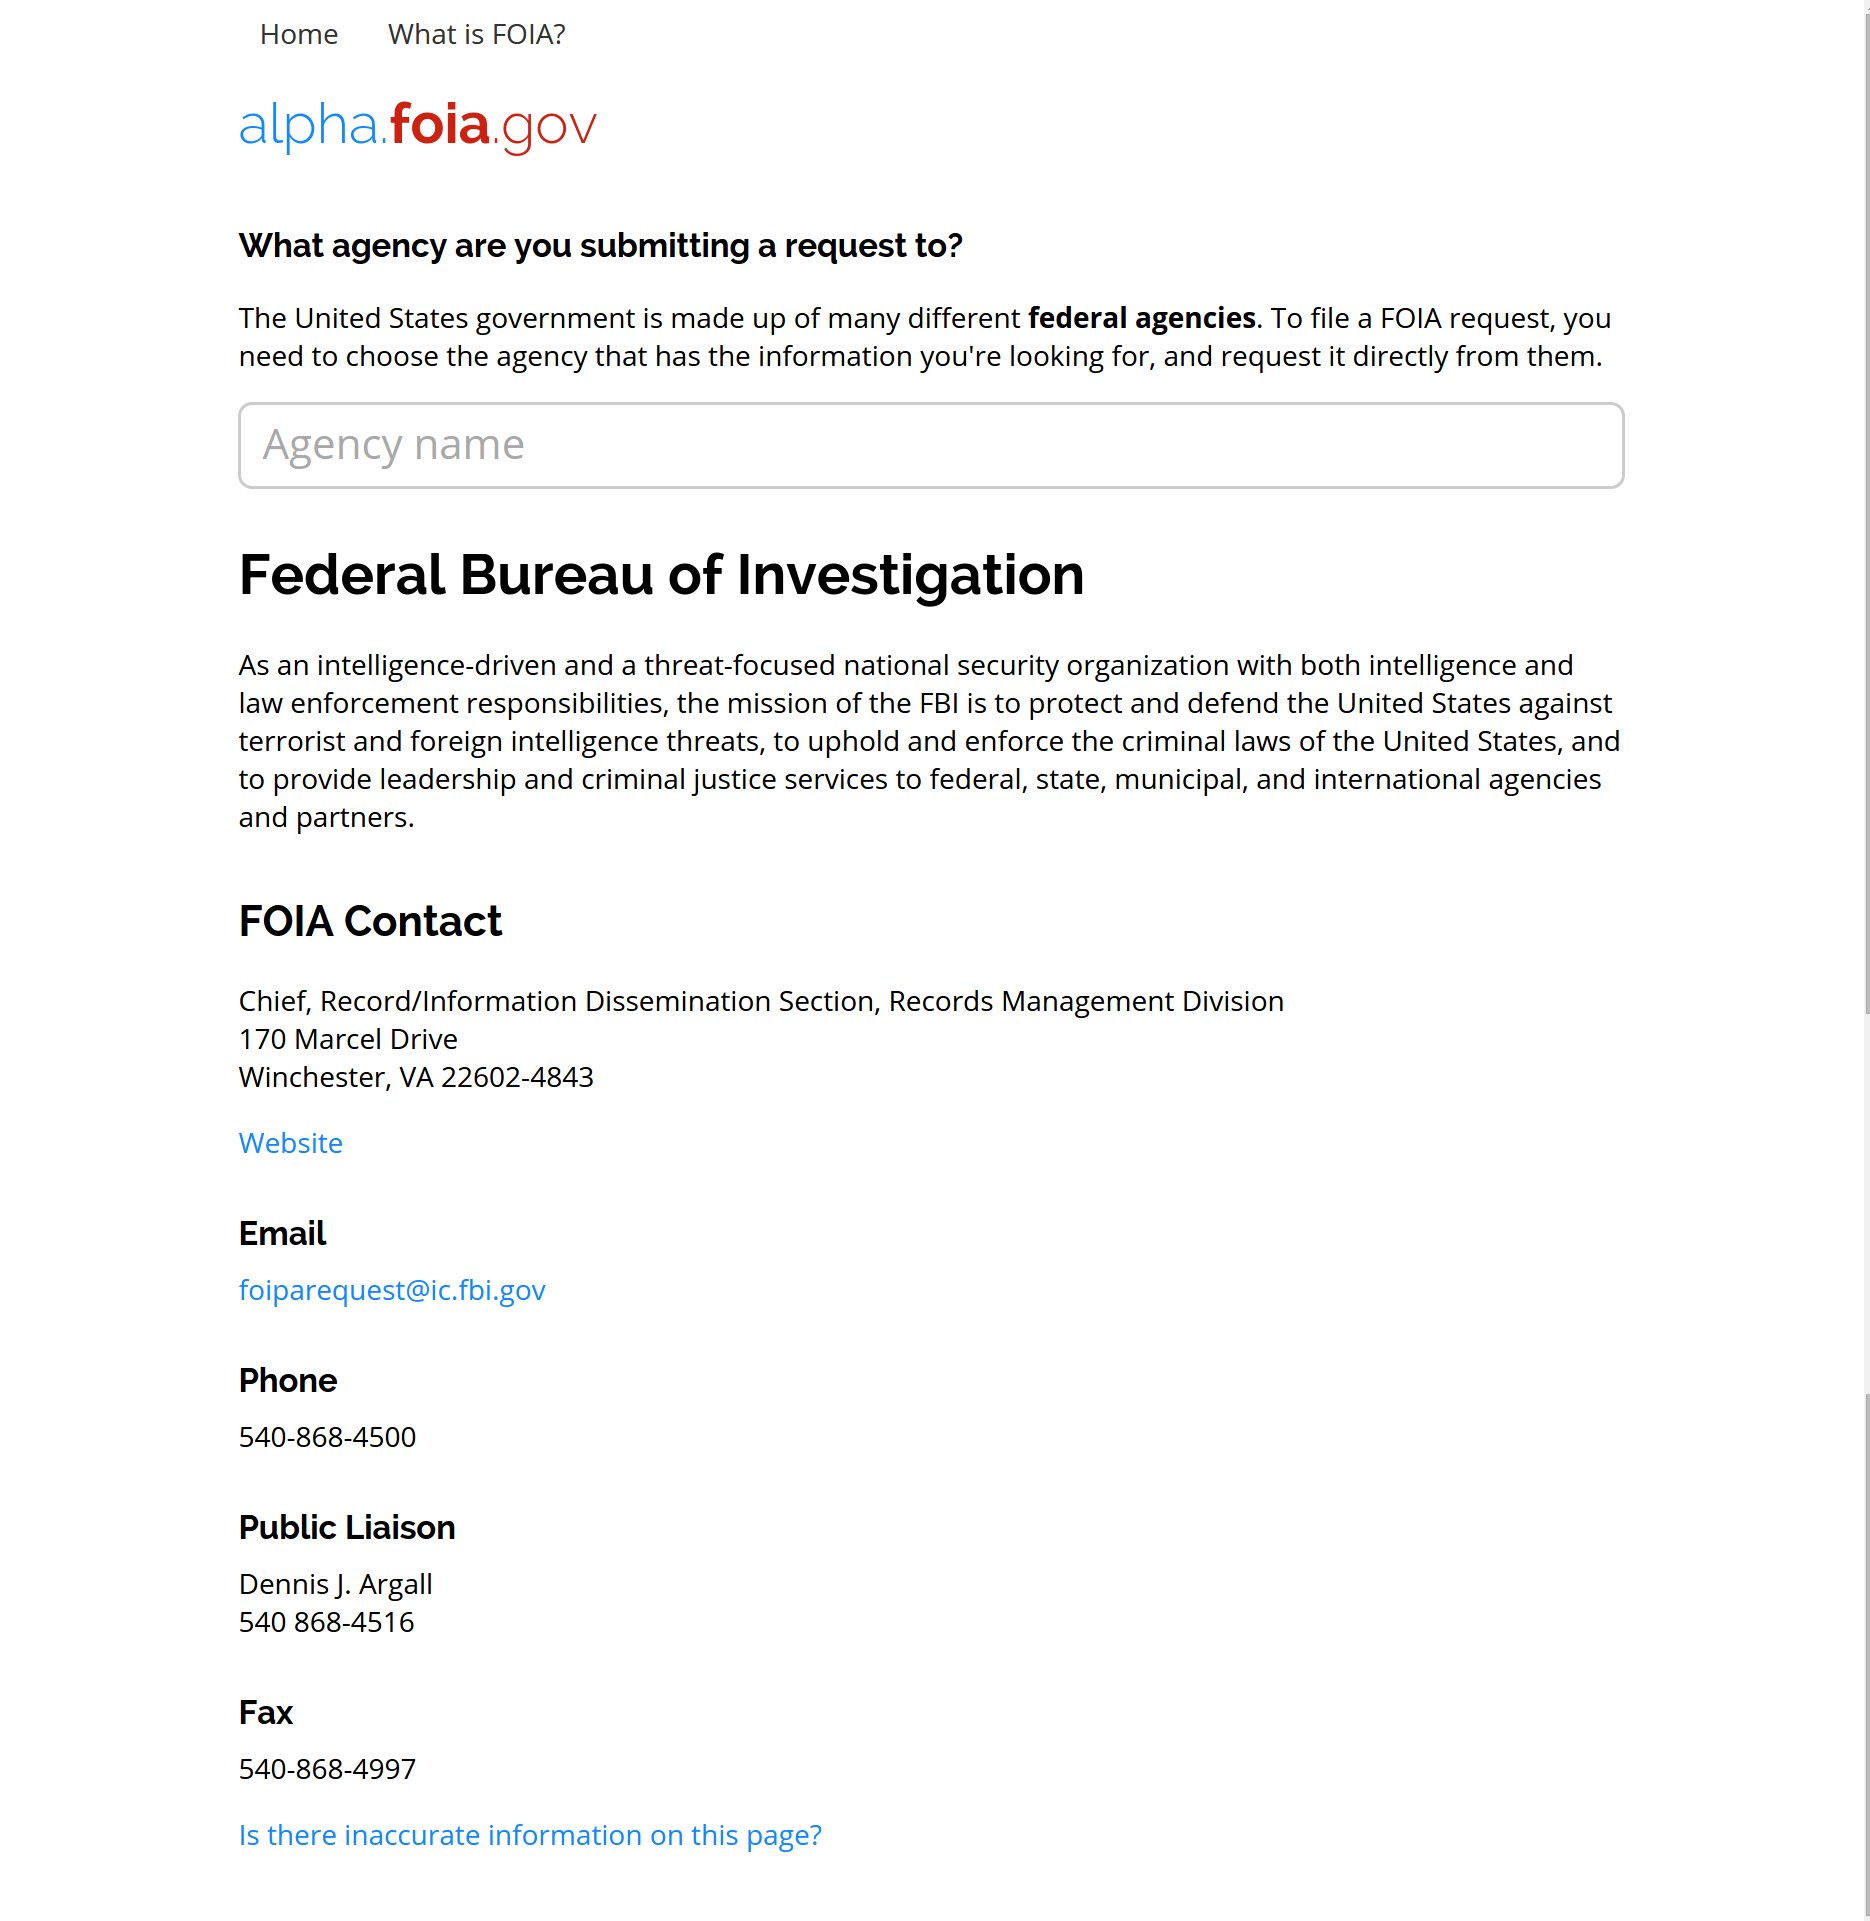 Home What is FOIA?
alpha.foia.gov
What agency are you submitting a request to?
The United States government is made up of many different federal agencies. To file a FOIA request, you
need to choose the agency that has the information you're looking for, and request it directly from them.
Agency name
Federal Bureau of Investigation
As an intelligence-driven and a threat-focused national security organization with both intelligence and
law enforcement responsibilities, the mission of the FBI is to protect and defend the United States against
terrorist and foreign intelligence threats, to uphold and enforce the criminal laws of the United States, and
to provide leadership and criminal justice services to federal, state, municipal, and international agencies
and partners.
FOIA Contact
Chief, Record/Information Dissemination Section, Records Management Division
170 Marcel Drive
Winchester, VA 22602-4843
Website
Email
foiparequest@ic.fbi.gov
Phone
540-868-4500
Public Liaison
Dennis J. Argall
540 868-4516
Fax
540-868-4997
Is there inaccurate information on this page?